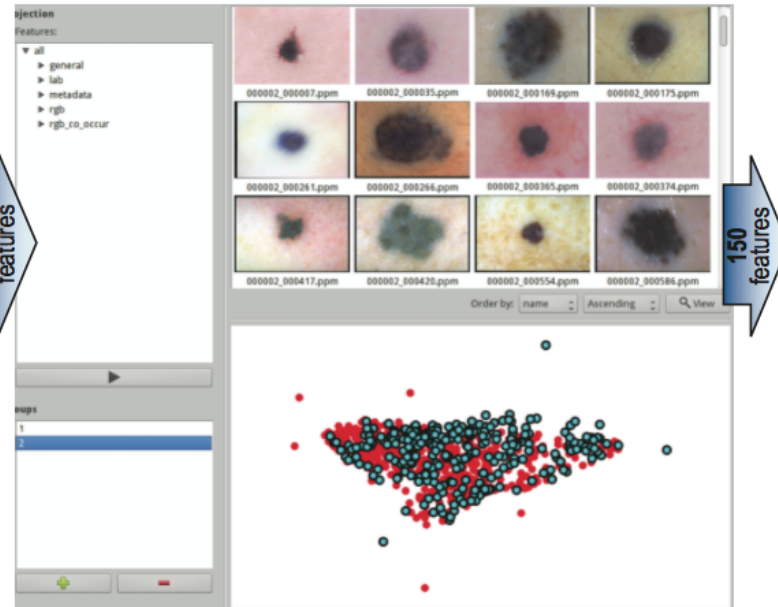 ojection
Features:
all
general
lab
metadata
rgb
rgb_co_occur
features
000002_000007.ppm
000002_000035.ppm
000002_000169.ppm
000002_000175.ppm
000002_000261.ppm
000002_000266.ppm
000002_000365.ppm
000002_000374.ppm
000002_000417.ppm
000002_000420.ppm
000002_000554.ppm
000002_000586.ppm
Order by: name Ascending View
150
features
oups
1
2